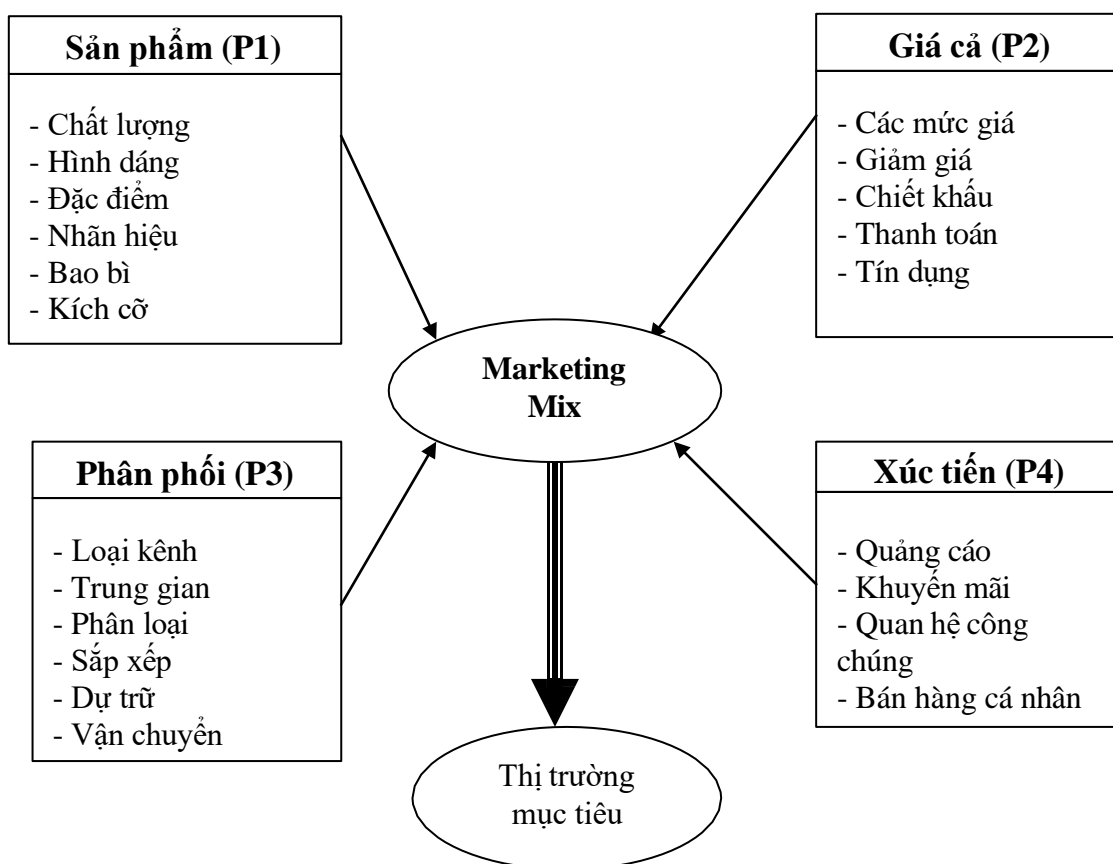 Sản phẩm (P1)
- Chất lượng
- Hình dáng
- Đặc điểm
- Nhãn hiệu
- Bao bì
- Kích cỡ
Giá cả (P2)
- Các mức giá
- Giảm giá
- Chiết khấu
- Thanh toán
- Tín dụng
Marketing
Mix
Phân phối (P3)
- Loại kênh
- Trung gian
- Phân loại
- Sắp xếp
- Dự trữ
- Vận chuyển
Xúc tiến (P4)
- Quảng cáo
- Khuyến mãi
- Quan hệ công
chúng
- Bán hàng cá nhân
Thị trường
mục tiêu